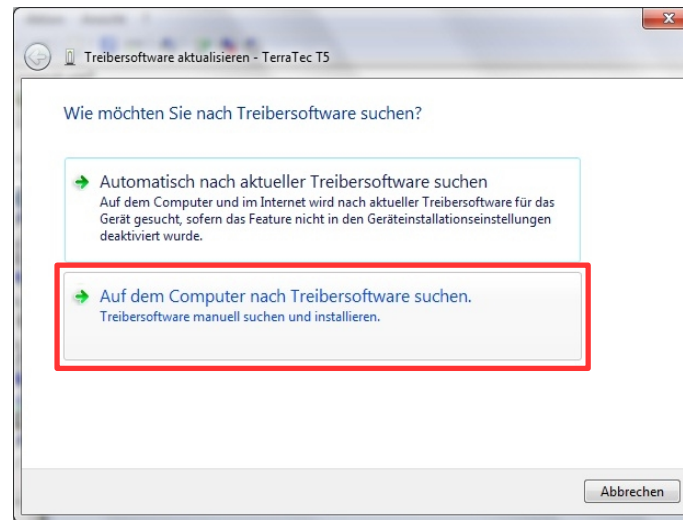 Treibersoftware aktualisieren - TerraTec T5
Wie möchten Sie nach Treibersoftware suchen?
Automatisch nach aktueller Treibersoftware suchen
Auf dem Computer und im Internet wird nach aktueller Treibersoftware für das
Gerät gesucht, sofern das Feature nicht in den Geräteinstallationseinstellungen
deaktiviert wurde.
Auf dem Computer nach Treibersoftware suchen.
Treibersoftware manuell suchen und installieren.
Abbrechen